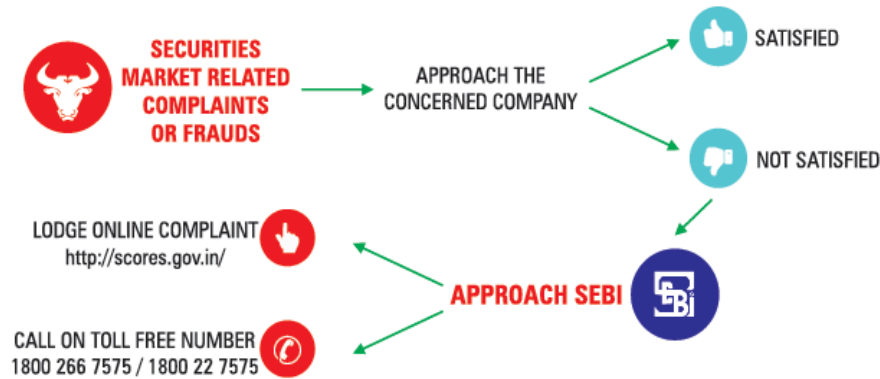 SECURITIES
MARKET RELATED
COMPLAINTS
OR FRAUDS
APPROACH THE
CONCERNED COMPANY
SATISFIED
NOT SATISFIED
APPROACH SEBI
SEBi
LODGE ONLINE COMPLAINT
http://scores.gov.in/
CALL ON TOLL FREE NUMBER
1800 266 7575 / 1800 22 7575